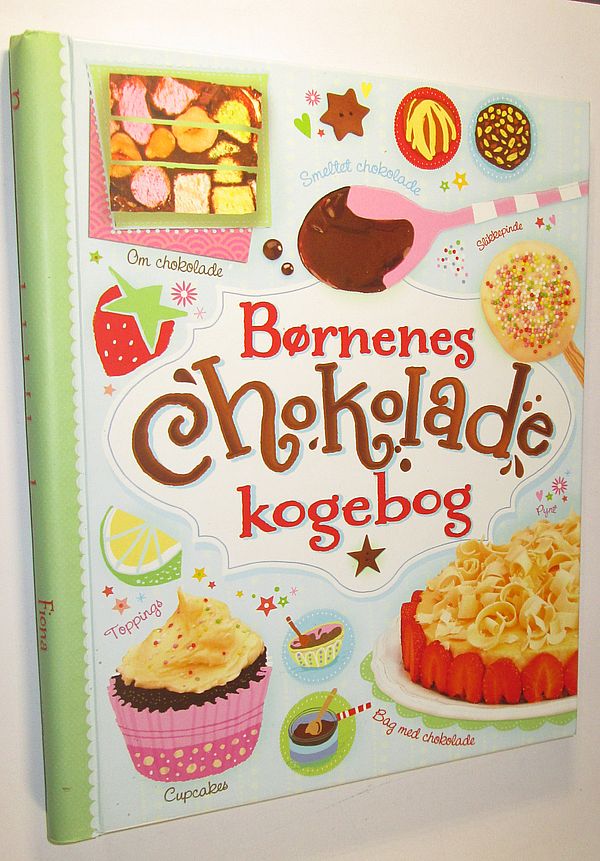 Smeltet chokolade
Slikkepinde
Om chokolade
Børnenes
chokolade
kogebog
Pynt
Toppings
Bag med chokolade
Cupcakes
Fiona